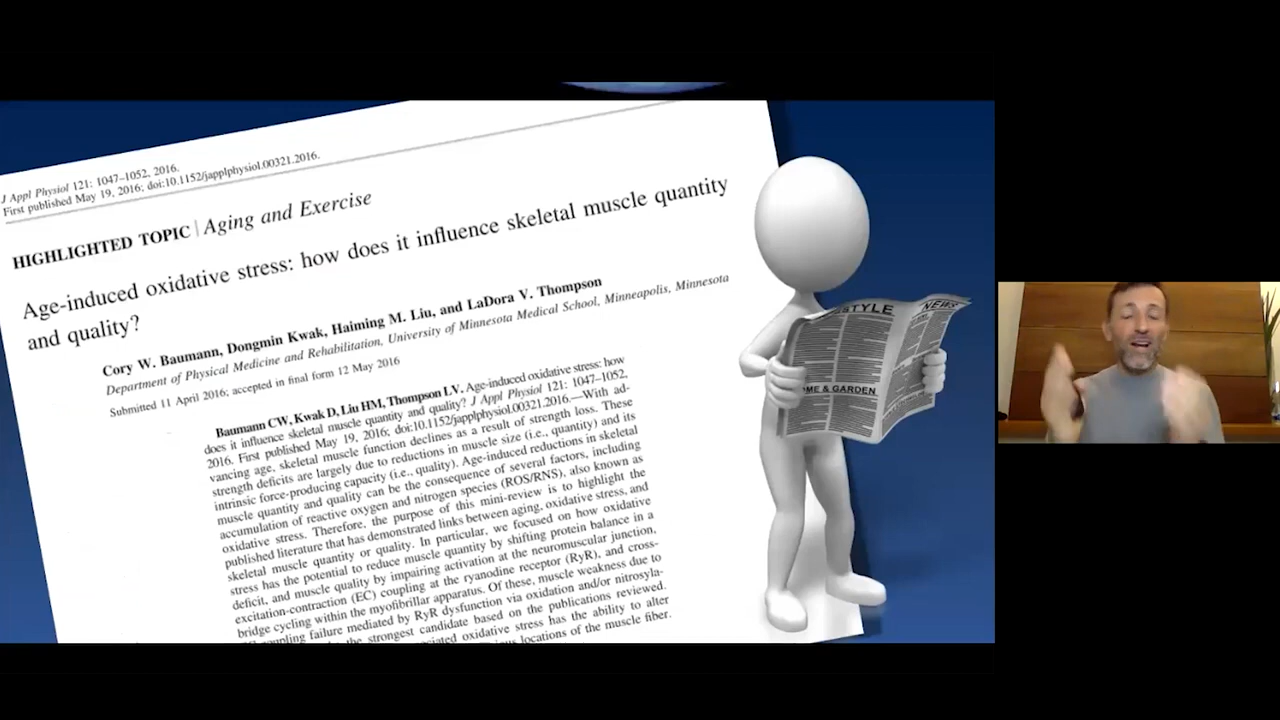 J Appl Physiol 121: 1047–1052, 2016.
First published May 19, 2016; doi:10.1152/japplphysiol.00321.2016.
HIGHLIGHTED TOPIC | Aging and Exercise
Age-induced oxidative stress: how does it influence skeletal muscle quantity
and quality?
Cory W. Baumann, Dongmin Kwak, Haiming M. Liu, and LaDora V. Thompson
Department of Physical Medicine and Rehabilitation, University of Minnesota Medical School, Minneapolis, Minnesota
Submitted 11 April 2016; accepted in final form 12 May 2016
Baumann CW, Kwak D, Liu HM, Thompson LV. Age-induced oxidative stress: how
does it influence skeletal muscle quantity and quality? J Appl Physiol 121: 1047–1052,
2016. First published May 19, 2016; doi:10.1152/japplphysiol.00321.2016.—With ad-
vancing age, skeletal muscle function declines as a result of strength loss. These
strength deficits are largely due to reductions in muscle size (i.e., quantity) and its
intrinsic force-producing capacity (i.e., quality). Age-induced reductions in skeletal
muscle quantity and quality can be the consequence of several factors, including
accumulation of reactive oxygen and nitrogen species (ROS/RNS), also known as
oxidative stress. Therefore, the purpose of this mini-review is to highlight the
published literature that has demonstrated links between aging, oxidative stress, and
skeletal muscle quantity or quality. In particular, we focused on how oxidative
stress has the potential to reduce muscle quantity by shifting protein balance in a
deficit, and muscle quality by impairing activation at the neuromuscular junction,
excitation-contraction (EC) coupling at the ryanodine receptor (RyR), and cross-
bridge cycling within the myofibrillar apparatus. Of these, muscle weakness due to
coupling failure mediated by RyR dysfunction via oxidation and/or nitrosyla-
the strongest candidate based on the publications reviewed.
oxidative stress has the ability to alter
locations of the muscle fiber.
STYLE
NEWS
ME & GARDEN